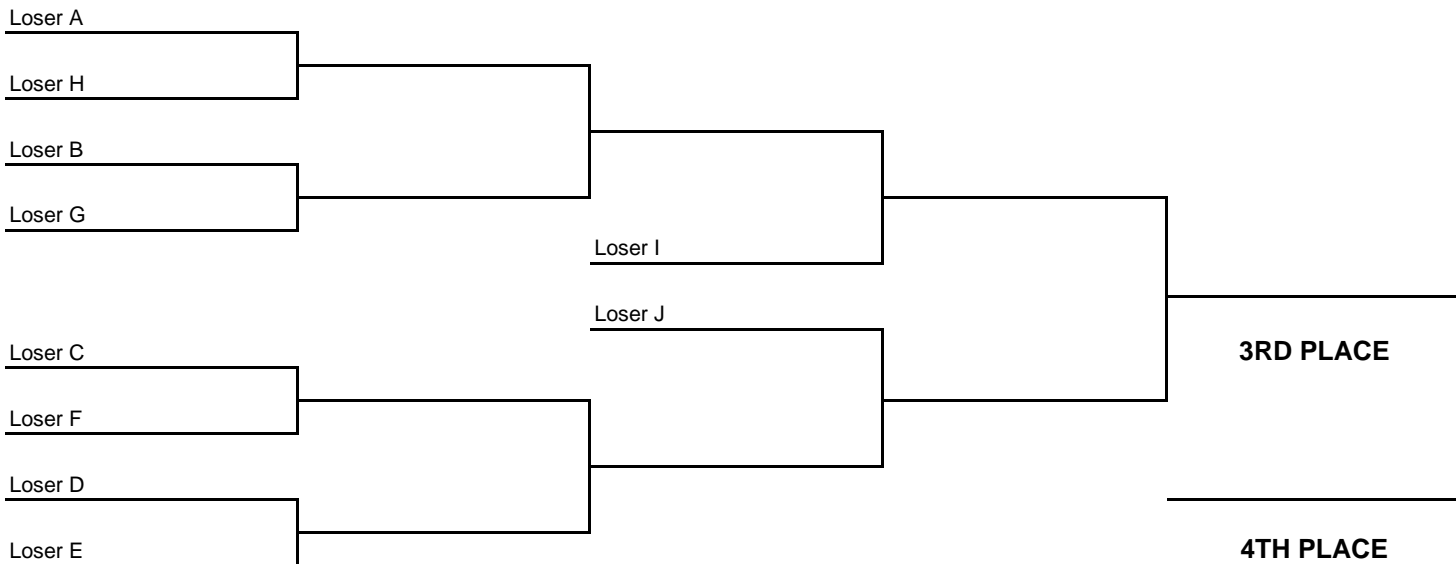 Loser A
Loser H
Loser B
Loser G
Loser I
Loser J
Loser C
3RD PLACE
Loser F
Loser D
Loser E
4TH PLACE